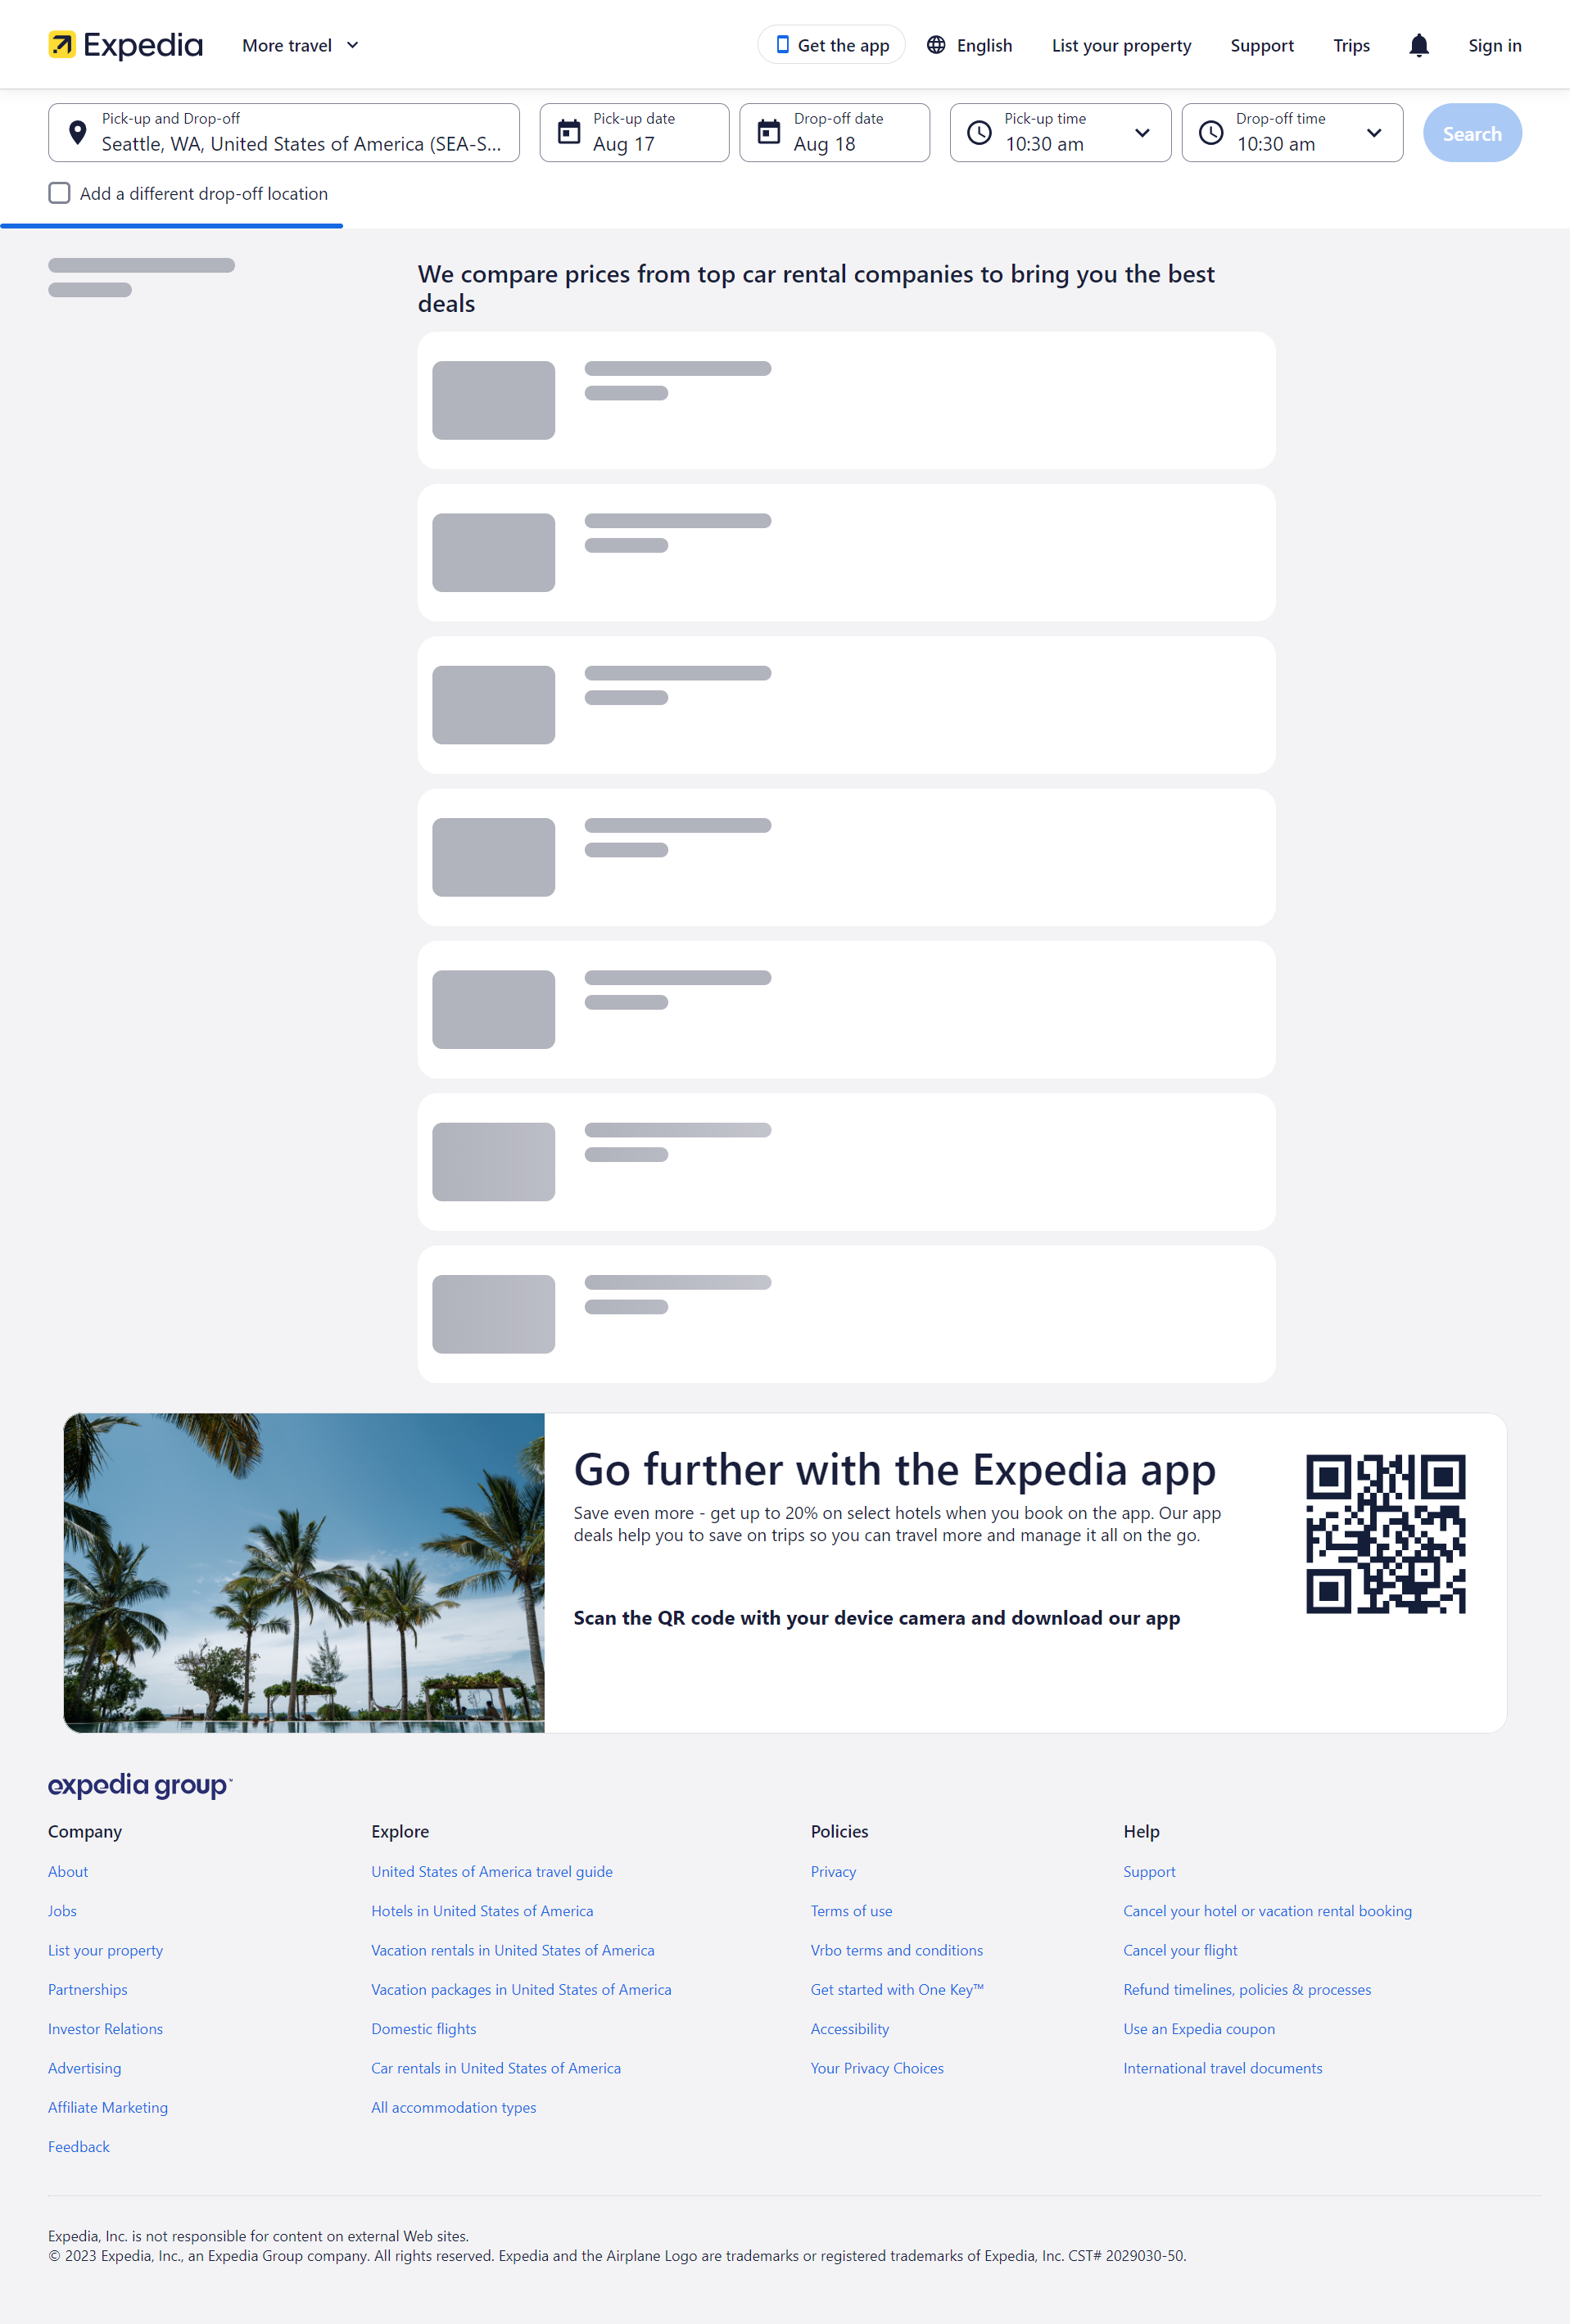 Expedia
More travel
Get the app
English
List your property
Support
Trips
Sign in
Pick-up and Drop-off
Seattle, WA, United States of America (SEA-S...
Pick-up date
Aug 17
Drop-off date
Aug 18
Pick-up time
10:30 am
Drop-off time
10:30 am
Search
Add a different drop-off location
We compare prices from top car rental companies to bring you the best
deals
Go further with the Expedia app
Save even more - get up to 20% on select hotels when you book on the app. Our app
deals help you to save on trips so you can travel more and manage it all on the go.
Scan the QR code with your device camera and download our app
expedia group™
Company
About
Jobs
List your property
Partnerships
Investor Relations
Advertising
Affiliate Marketing
Feedback
Explore
United States of America travel guide
Hotels in United States of America
Vacation rentals in United States of America
Vacation packages in United States of America
Domestic flights
Car rentals in United States of America
All accommodation types
Policies
Privacy
Terms of use
Vrbo terms and conditions
Get started with One Key™
Accessibility
Your Privacy Choices
Help
Support
Cancel your hotel or vacation rental booking
Cancel your flight
Refund timelines, policies & processes
Use an Expedia coupon
International travel documents
Expedia, Inc. is not responsible for content on external Web sites.
© 2023 Expedia, Inc., an Expedia Group company. All rights reserved. Expedia and the Airplane Logo are trademarks or registered trademarks of Expedia, Inc. CST# 2029030-50.